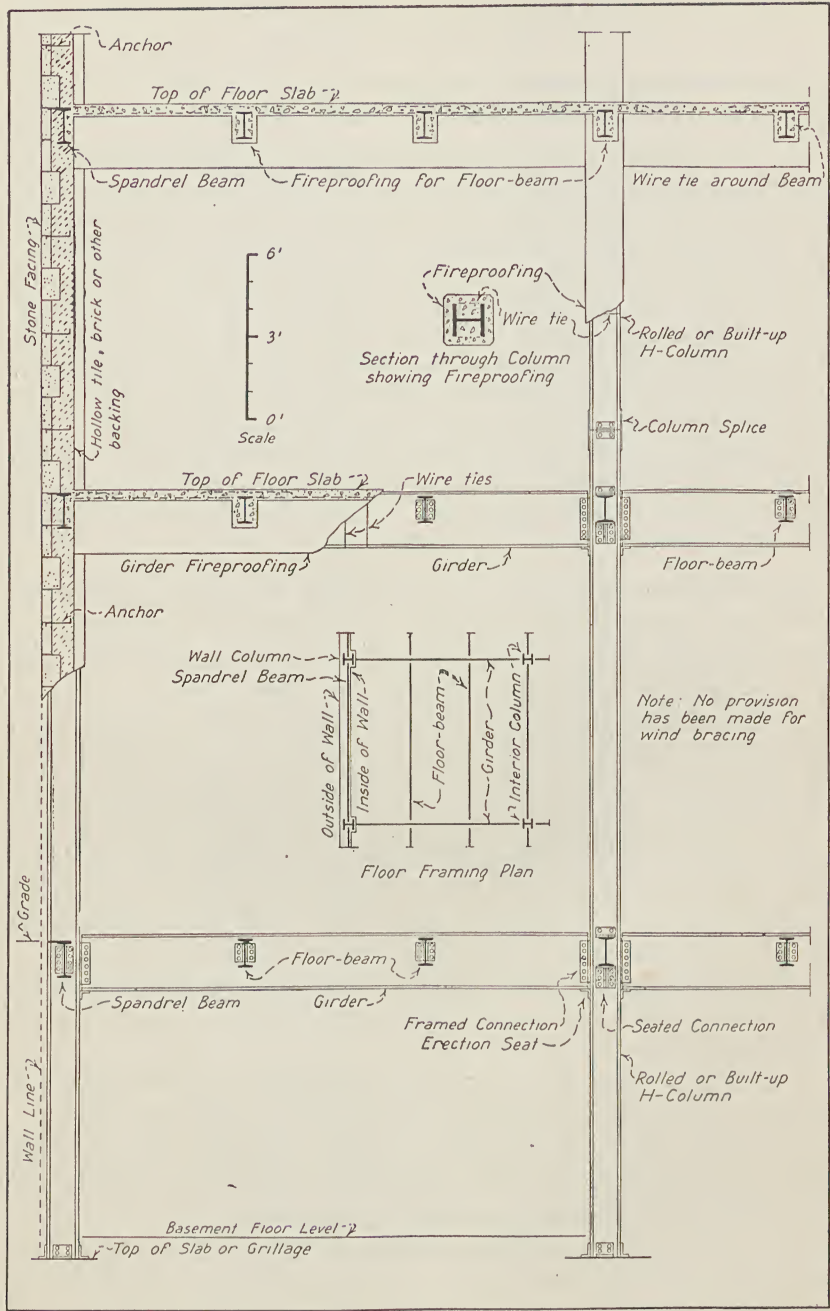 Anchor
Top of Floor Slab
Spandrel Beam
Fireproofing for Floor-beam
Wire tie around Beam
Stone Facing
Hollow tile, brick or other
backing
6'
3'
0'
Scale
Fireproofing
Wire tie
Section through Column
showing Fireproofing
Rolled or Built-up
H-Column
Column Splice
Top of Floor Slab
Wire ties
Girder Fireproofing
Girder
Floor-beam
Anchor
Wall Column
Spandrel Beam
Outside of Wall
Inside of Wall
Floor-beam
Girder
Interior Column
Floor Framing Plan
Note: No provision
has been made for
wind bracing
Grade
Floor-beam
Spandrel Beam
Girder
Framed Connection
Erection Seat
Seated Connection
Rolled or Built-up
H-Column
Wall Line
Basement Floor Level
Top of Slab or Grillage